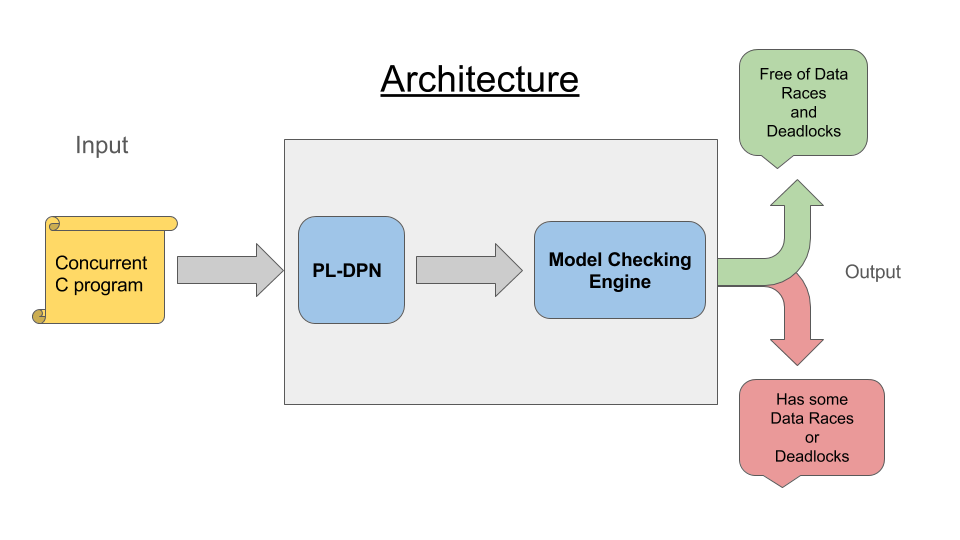 Architecture
Input
Concurrent
C program
PL-DPN
Model Checking
Engine
Free of Data
Races
and
Deadlocks
Output
Has some
Data Races
or
Deadlocks